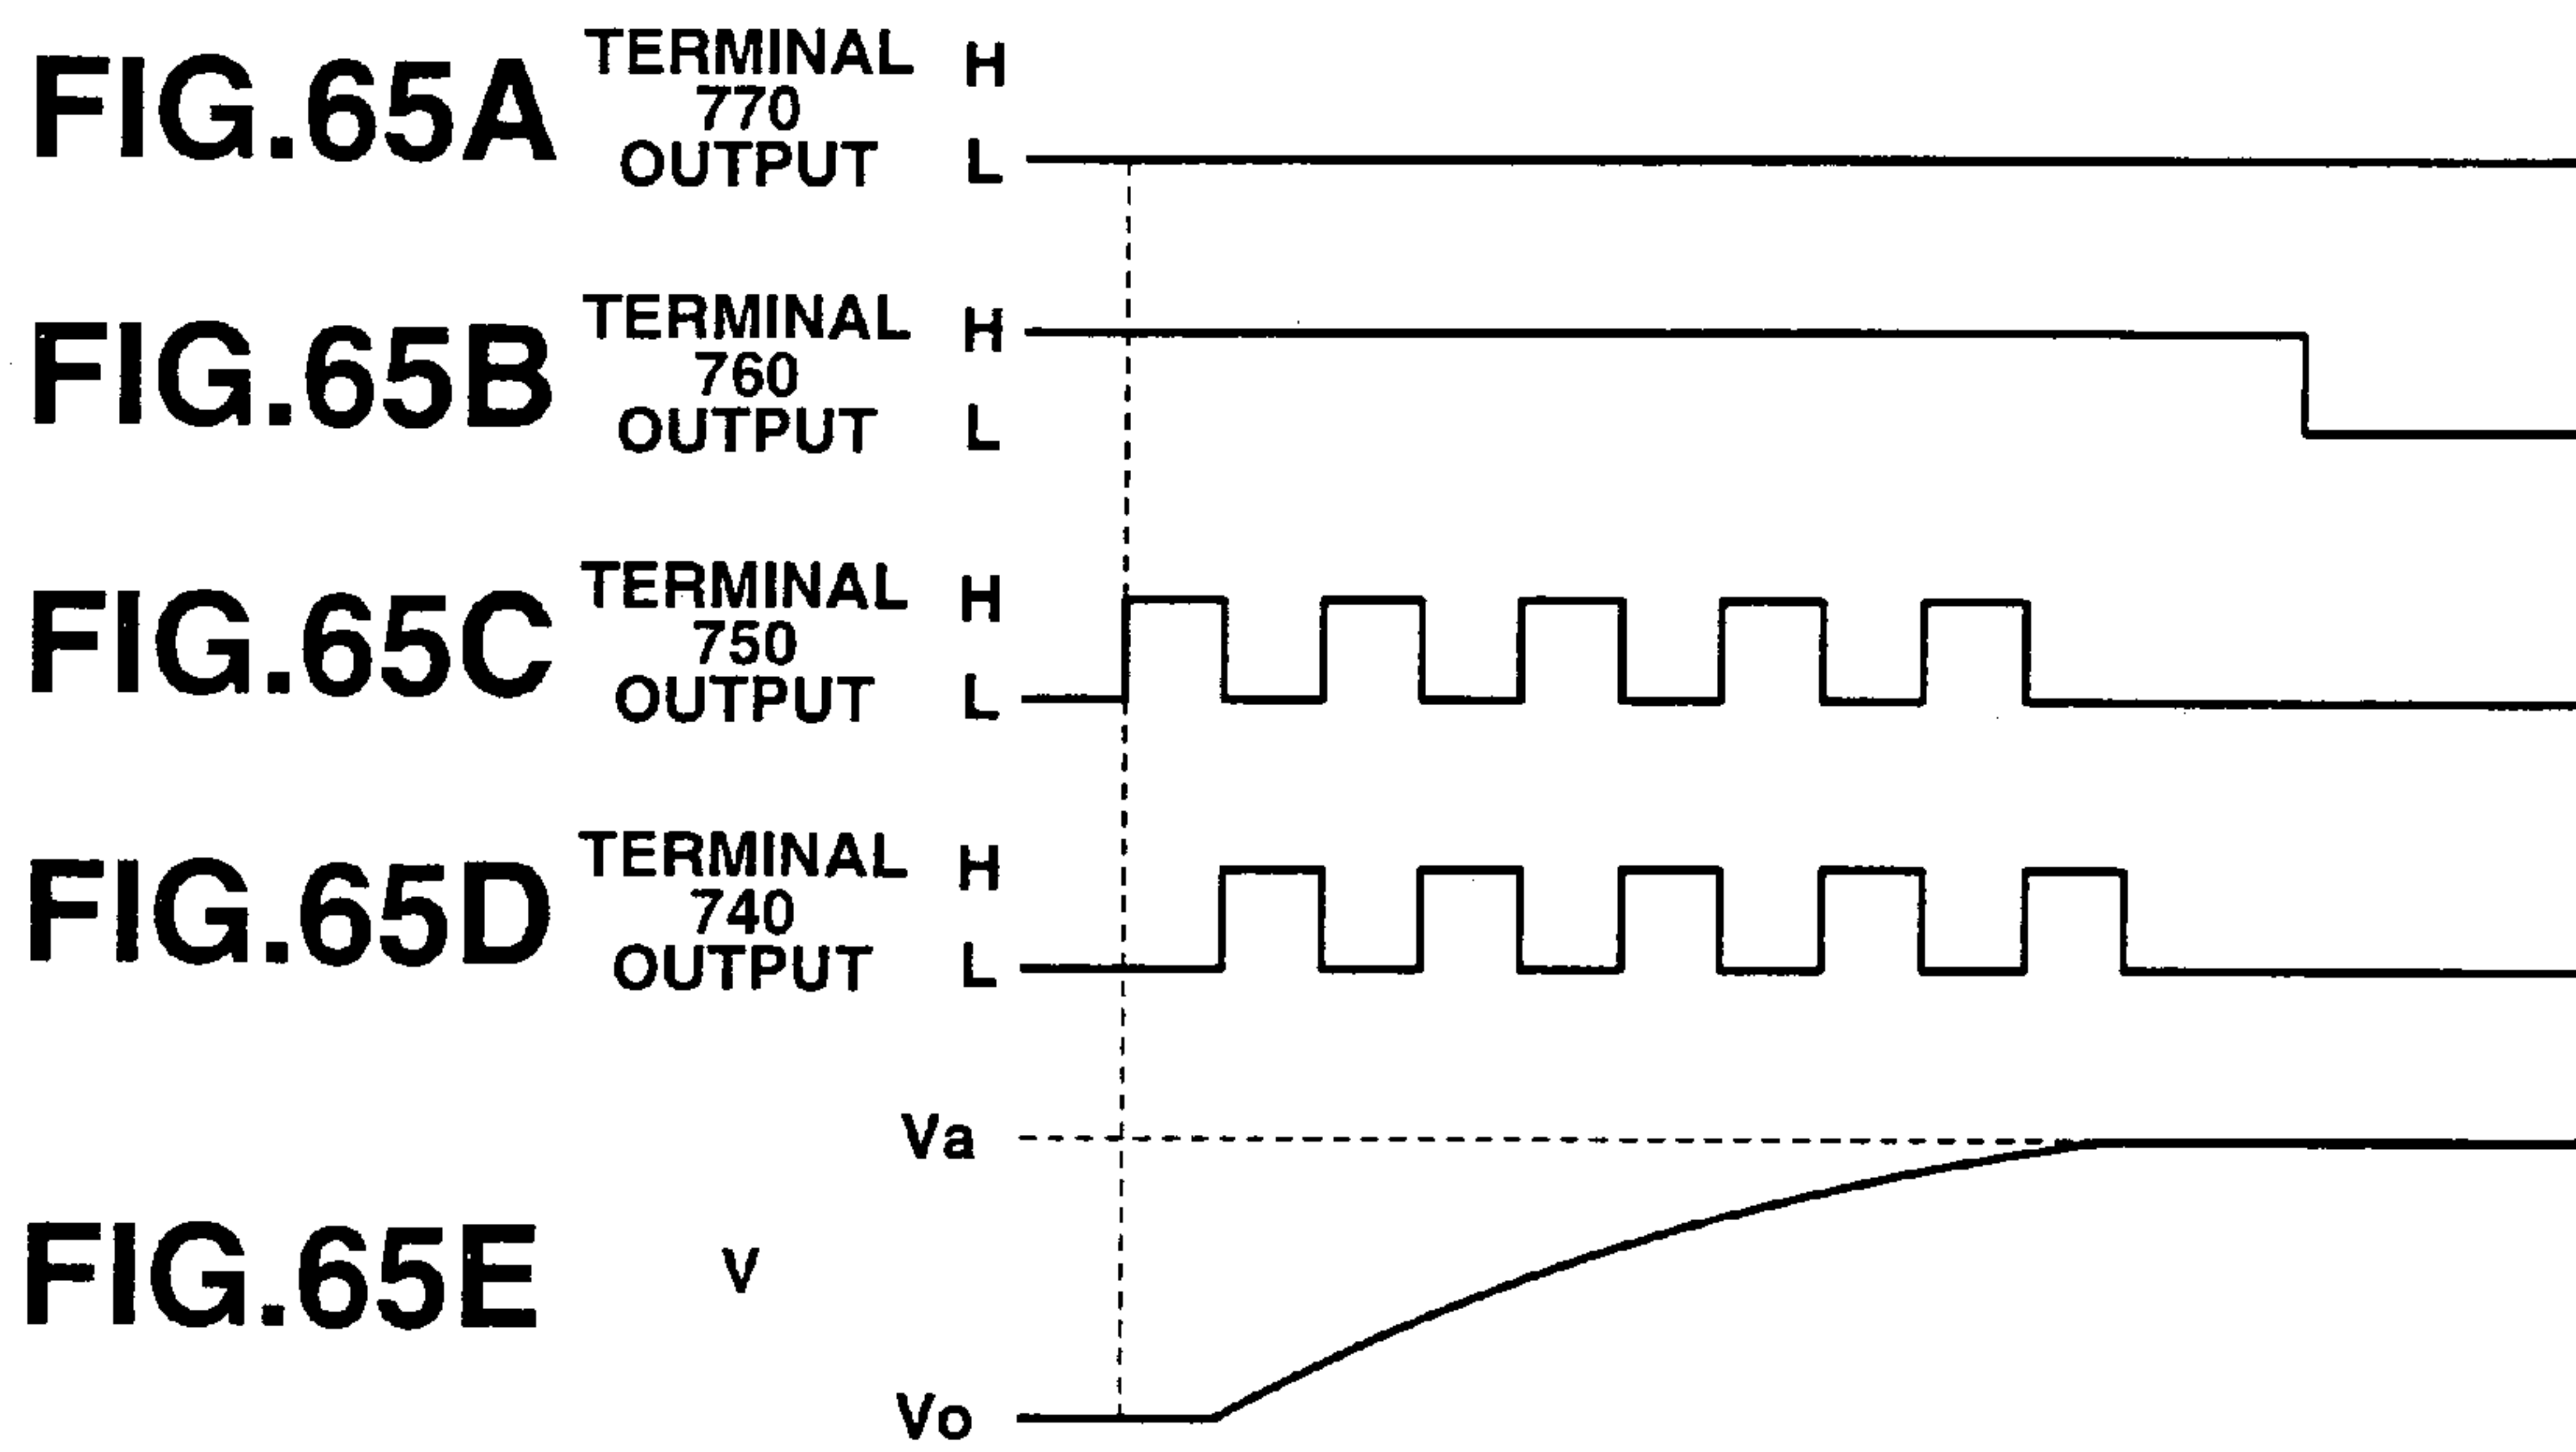 FIG.65A
TERMINAL
770
OUTPUT
H
L
FIG.65B
TERMINAL
760
OUTPUT
H
L
FIG.65C
TERMINAL
750
OUTPUT
H
L
FIG.65D
TERMINAL
740
OUTPUT
H
L
FIG.65E
V
Va
Vo